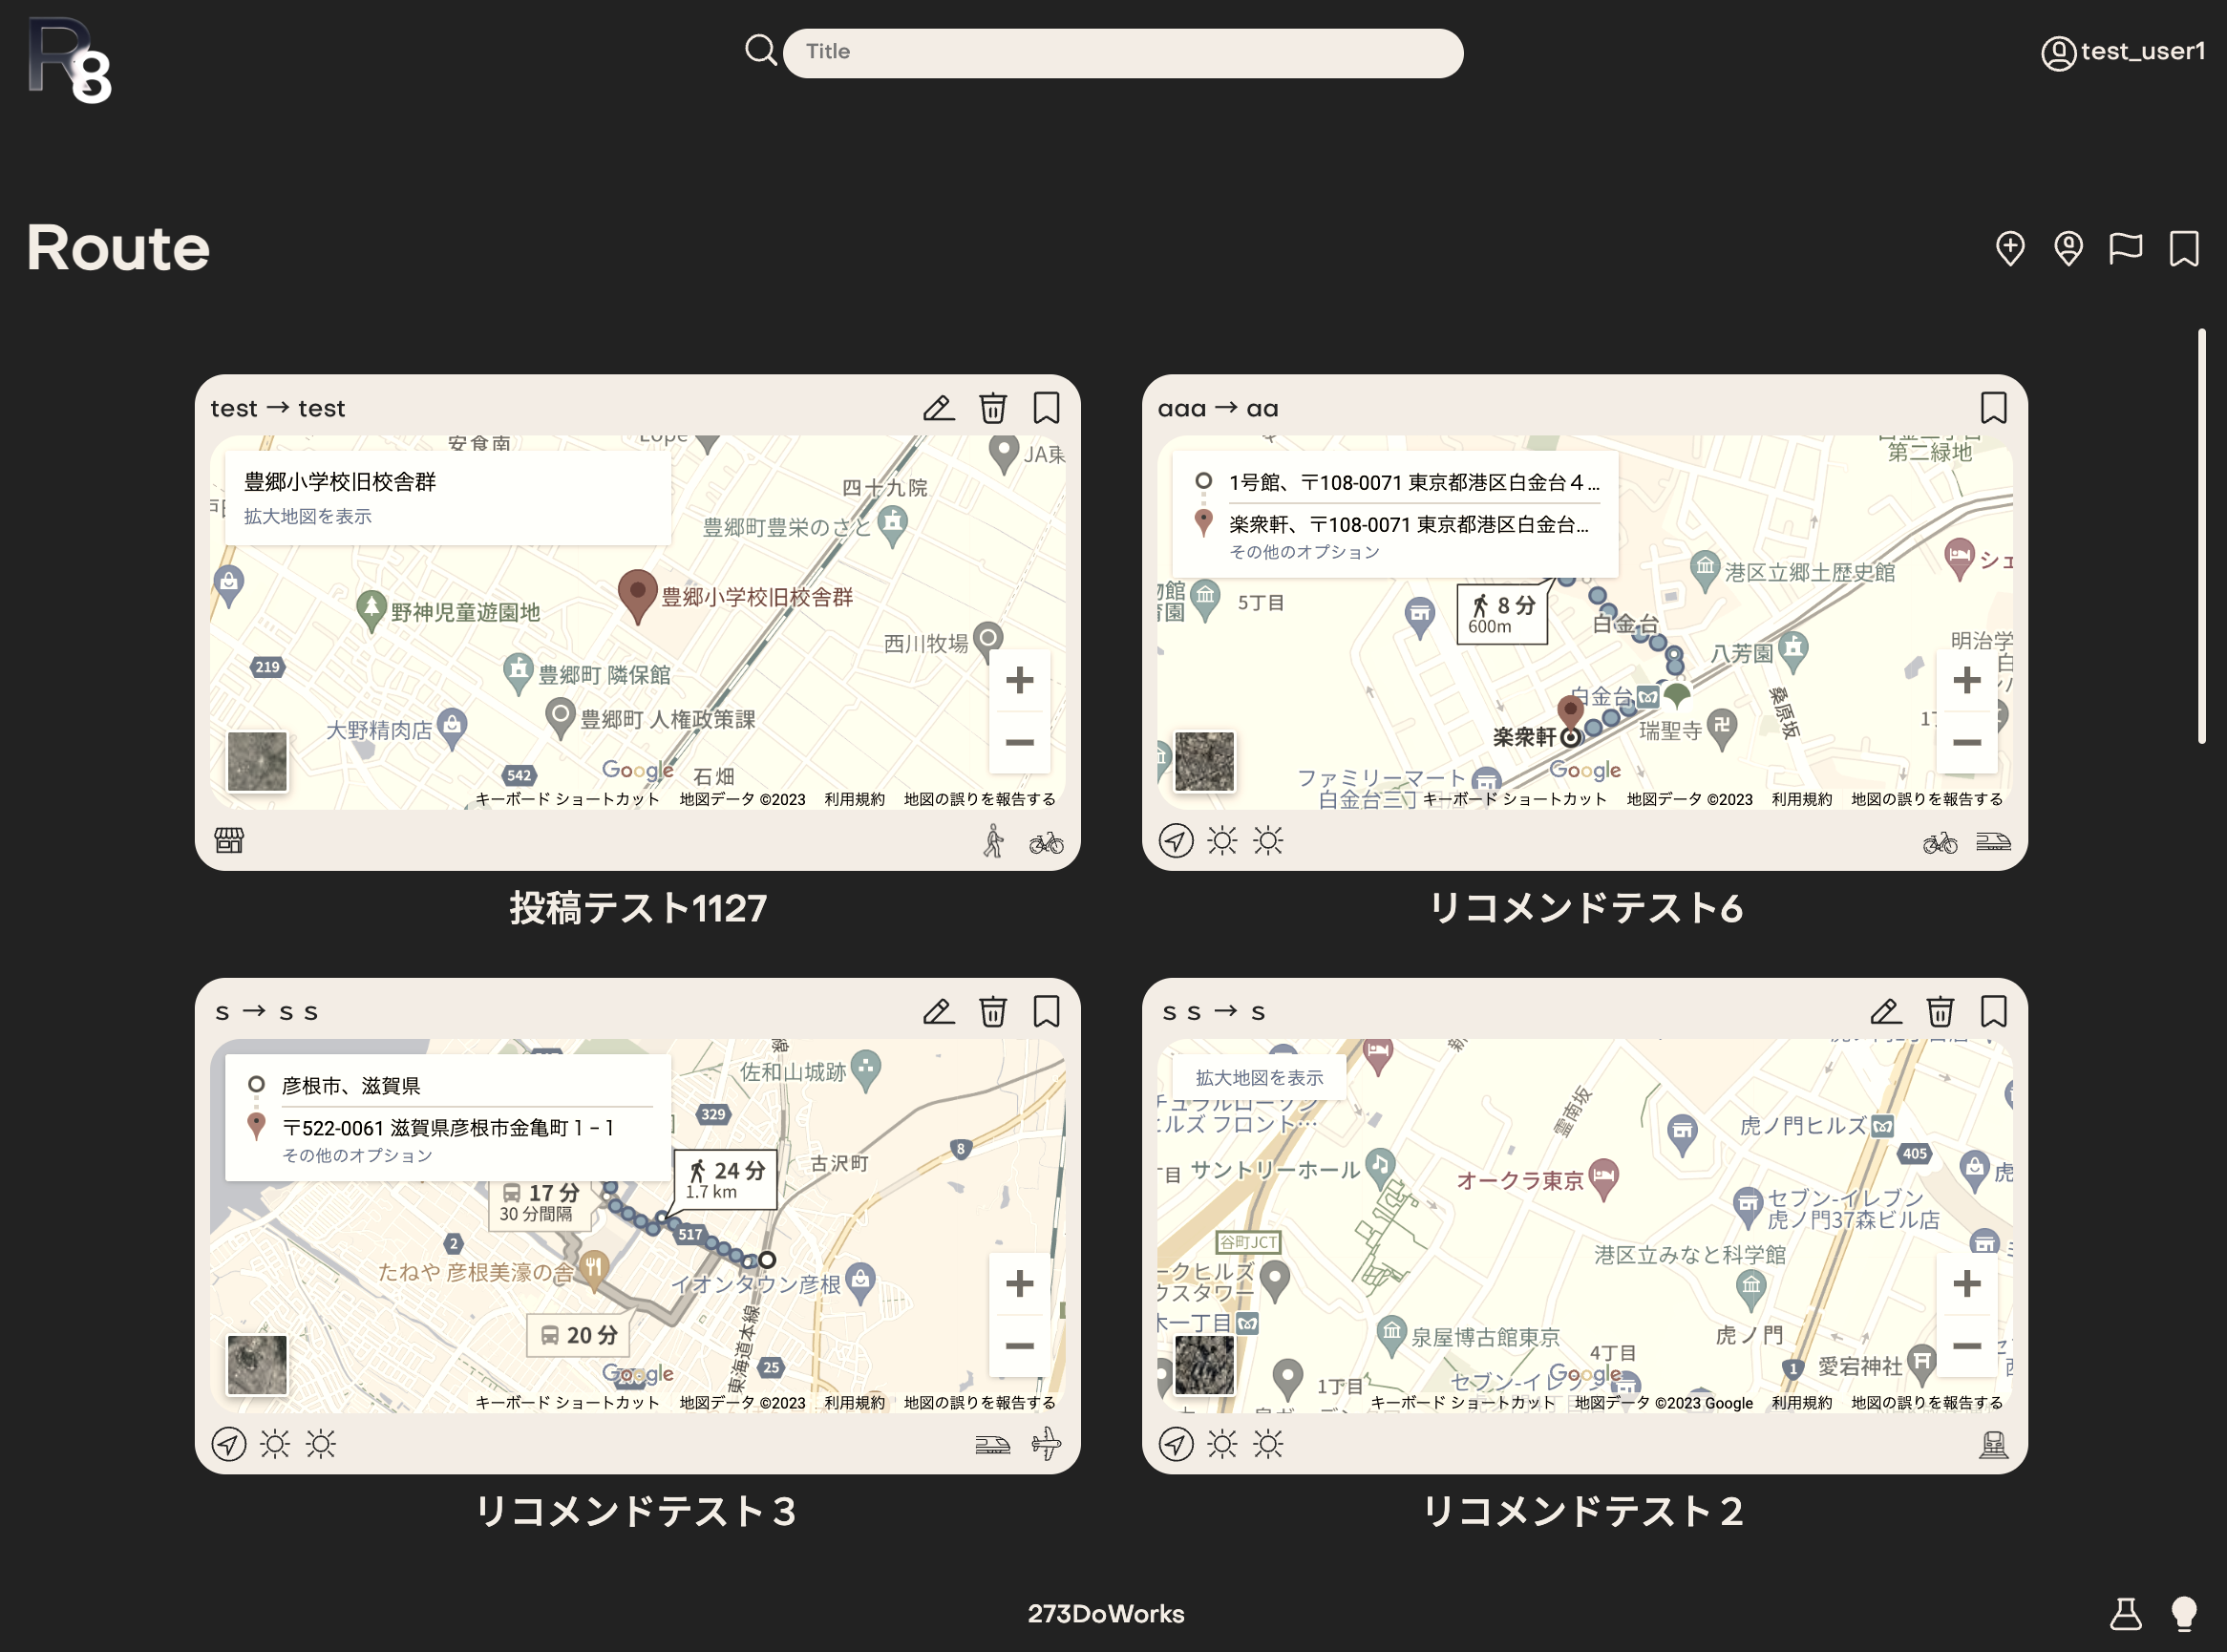 R8
Title
test_user1
Route
test → test
安食南
JA東
豊郷小学校旧校舎群
拡大地図を表示
四十九院
豊郷町豊栄のさと
野神児童遊園地
豊郷小学校旧校舎群
西川牧場
219
豊郷町 隣保館
豊郷町 人権政策課
大野精肉店
542
Google
石畑
キーボード ショートカット 地図データ ©2023 利用規約 地図の誤りを報告する
投稿テスト1127
aaa → aa
第二緑地
1号館、〒108-0071 東京都港区白金台４...
楽衆軒、〒108-0071 東京都港区白金台...
その他のオプション
港区立郷土歴史館
シェ
5丁目
8 分
600m
白金台
八芳園
明治学
白金台
桑原坂
楽衆軒
瑞聖寺
ファミリーマート
Google
キーボード ショートカット 地図データ ©2023 利用規約 地図の誤りを報告する
リコメンドテスト6
s → s s
佐和山城跡
彦根市、滋賀県
〒522-0061 滋賀県彦根市金亀町１−１
その他のオプション
329
8
古沢町
24 分
1.7 km
17 分
30 分間隔
517
2
たねや 彦根美濠の舎
イオンタウン彦根
20 分
東海道本線
25
Google
キーボード ショートカット 地図データ ©2023 利用規約 地図の誤りを報告する
リコメンドテスト３
s s → s
拡大地図を表示
霊南坂
虎ノ門ヒルズ
405
サントリーホール
オークラ東京
セブン-イレブン
虎ノ門37森ビル店
谷町JCT
港区立みなと科学館
ークヒルズ
ウスタワー
木一丁目
泉屋博古館東京
虎ノ門
4丁目
1
愛宕神社
1丁目
セブン-イレブン
Google
キーボード ショートカット 地図データ ©2023 Google 利用規約 地図の誤りを報告する
リコメンドテスト２
273DoWorks